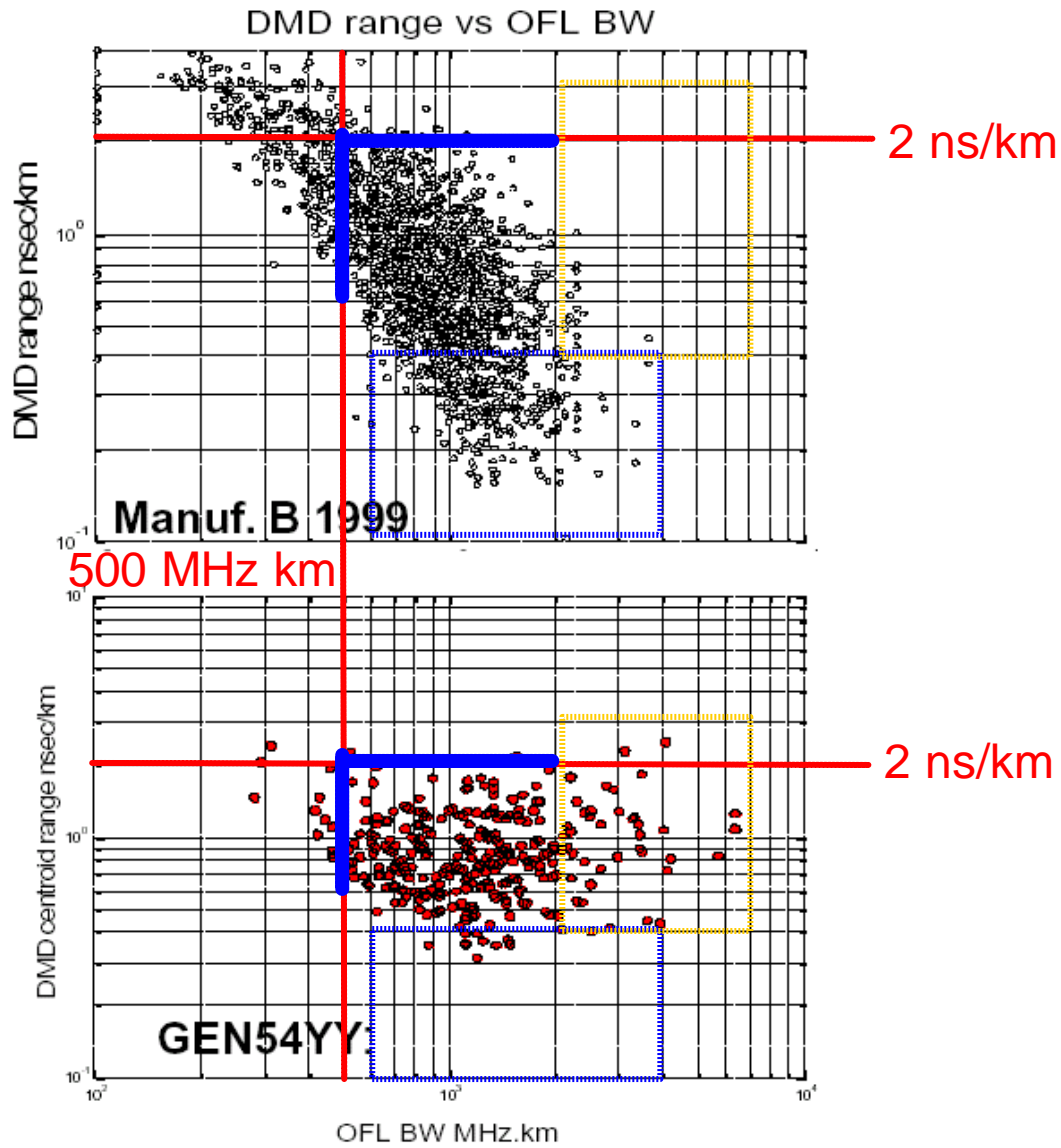 DMD range vs OFL BW
2 ns/km
DMD range nsec/km
10⁰
Manuf. B 1999
10⁻¹
500 MHz km
10¹
2 ns/km
DMD centroid range nsec/km
10⁰
GEN54YY
10⁻¹
10² 10³ 10⁴
OFL BW MHz.km